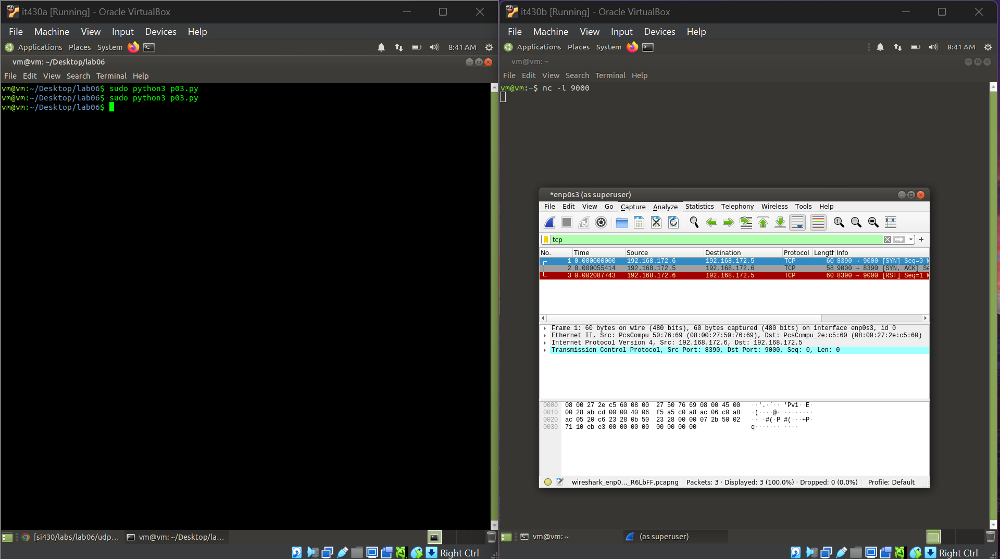 it430a [Running] - Oracle VirtualBox
File Machine View Input Devices Help
Applications Places System 8:41 AM
vm@vm: ~/Desktop/lab06
File Edit View Search Terminal Help
vm@vm:~/Desktop/lab06$ sudo python3 p03.py
vm@vm:~/Desktop/lab06$ sudo python3 p03.py
vm@vm:~/Desktop/lab06$
[si430/labs/lab06/udp... vm@vm: ~/Desktop/la...
Right Ctrl
it430b [Running] - Oracle VirtualBox
File Machine View Input Devices Help
Applications Places System 8:41 AM
vm@vm: ~
File Edit View Search Terminal Help
vm@vm:~$ nc -l 9000
*enp0s3 (as superuser)
File Edit View Go Capture Analyze Statistics Telephony Wireless Tools Help
tcp
No. Time Source Destination Protocol Length Info
1 0.000000000 192.168.172.6 192.168.172.5 TCP 60 8390 → 9000 [SYN] Seq=0 W
2 0.000055414 192.168.172.5 192.168.172.6 TCP 58 9000 → 8390 [SYN, ACK] Se
3 0.002087743 192.168.172.6 192.168.172.5 TCP 60 8390 → 9000 [RST] Seq=1 W
Frame 1: 60 bytes on wire (480 bits), 60 bytes captured (480 bits) on interface enp0s3, id 0
Ethernet II, Src: PcsCompu_50:76:69 (08:00:27:50:76:69), Dst: PcsCompu_2e:c5:60 (08:00:27:2e:c5:60)
Internet Protocol Version 4, Src: 192.168.172.6, Dst: 192.168.172.5
Transmission Control Protocol, Src Port: 8390, Dst Port: 9000, Seq: 0, Len: 0
0000 08 00 27 2e c5 60 08 00 27 50 76 69 08 00 45 00 ··'.·`·· 'Pvi··E·
0010 00 28 ab cd 00 00 40 06 f5 a5 c0 a8 ac 06 c0 a8 ·(····@· ········
0020 ac 05 20 c6 23 28 0b 50 23 28 00 00 07 2b 50 02 ·· ·#(·P #(···+P·
0030 71 10 eb e3 00 00 00 00 00 00 00 00 q······· ····
wireshark_enp0..._R6LbFF.pcapng Packets: 3 · Displayed: 3 (100.0%) · Dropped: 0 (0.0%) Profile: Default
vm@vm: ~ (as superuser)
Right Ctrl